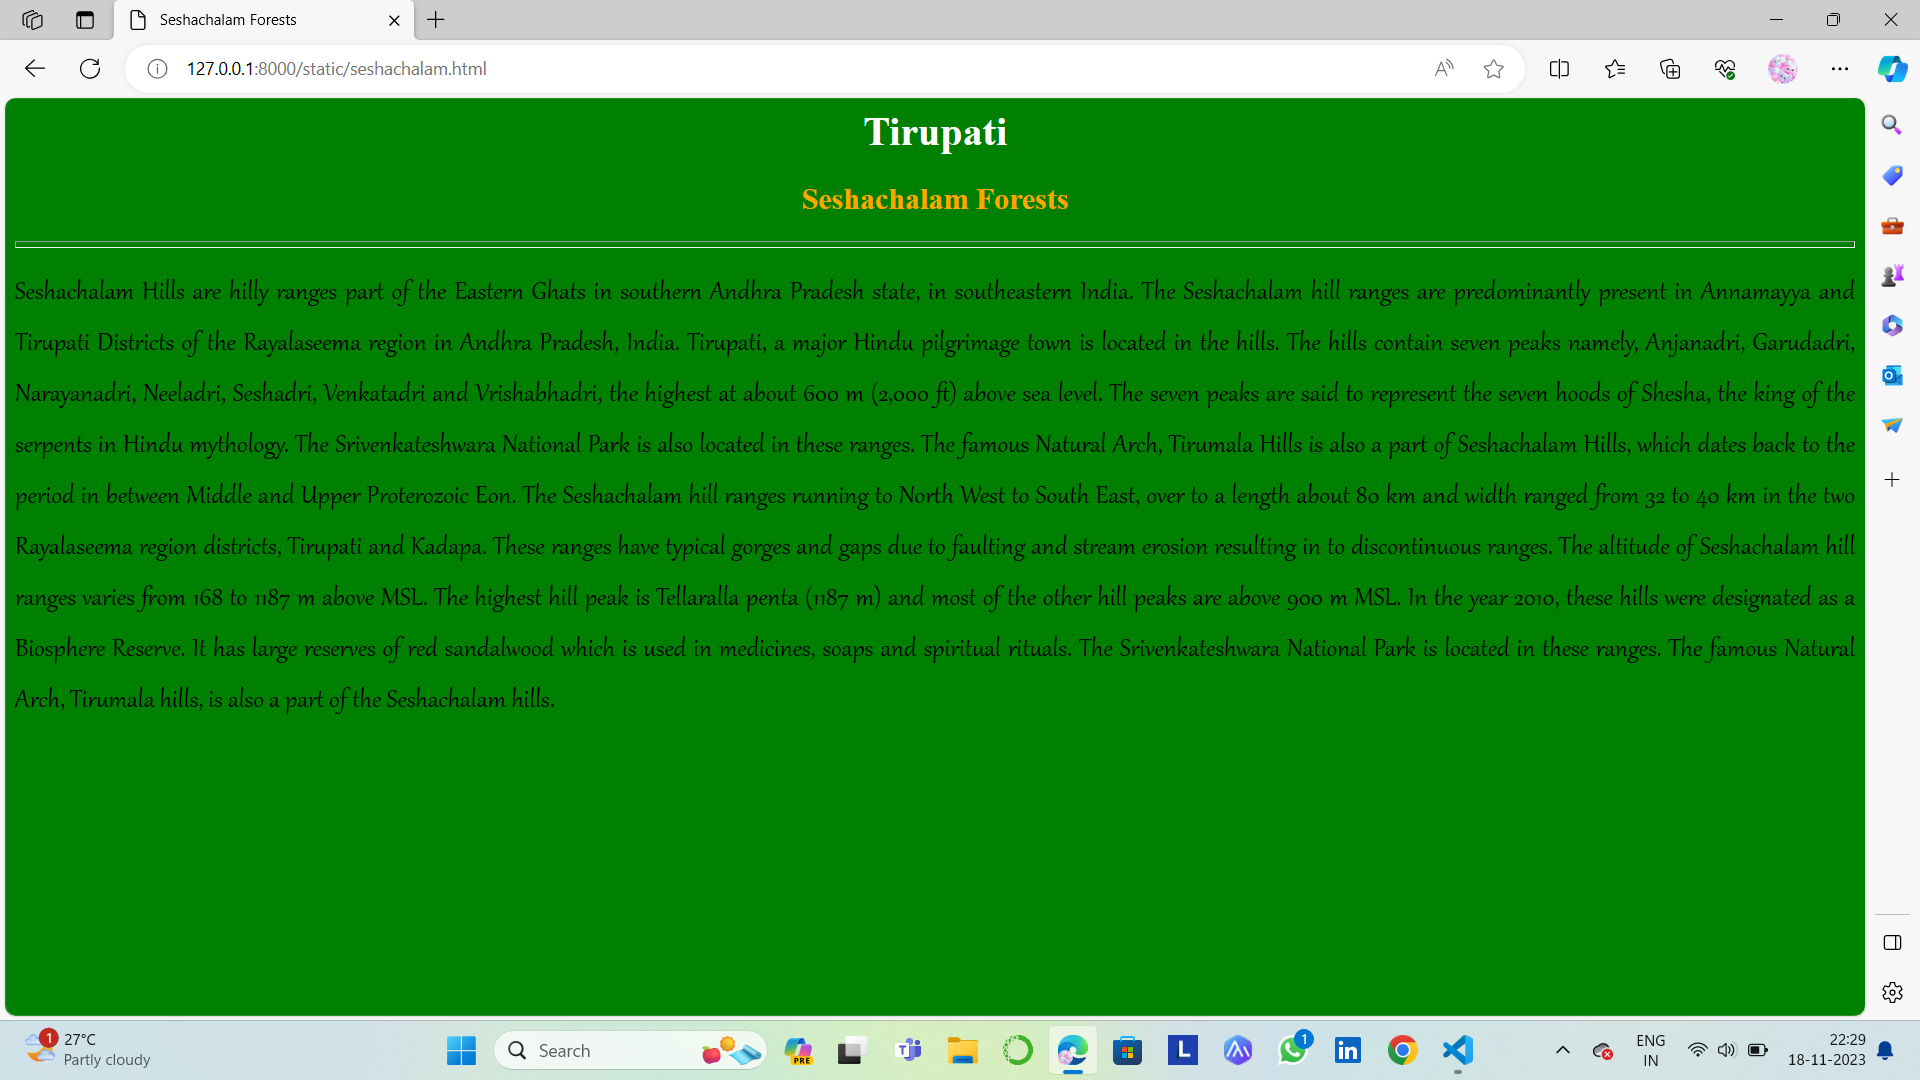 Seshachalam Forests
127.0.0.1:8000/static/seshachalam.html
Tirupati
Seshachalam Forests
Seshachalam Hills are hilly ranges part of the Eastern Ghats in southern Andhra Pradesh state, in southeastern India. The Seshachalam hill ranges are predominantly present in Annamayya and
Tirupati Districts of the Rayalaseema region in Andhra Pradesh, India. Tirupati, a major Hindu pilgrimage town is located in the hills. The hills contain seven peaks namely, Anjanadri, Garudadri,
Narayanadri, Neeladri, Seshadri, Venkatadri and Vrishabhadri, the highest at about 600 m (2,000 ft) above sea level. The seven peaks are said to represent the seven hoods of Shesha, the king of the
serpents in Hindu mythology. The Srivenkateshwara National Park is also located in these ranges. The famous Natural Arch, Tirumala Hills is also a part of Seshachalam Hills, which dates back to the
period in between Middle and Upper Proterozoic Eon. The Seshachalam hill ranges running to North West to South East, over to a length about 80 km and width ranged from 32 to 40 km in the two
Rayalaseema region districts, Tirupati and Kadapa. These ranges have typical gorges and gaps due to faulting and stream erosion resulting in to discontinuous ranges. The altitude of Seshachalam hill
ranges varies from 168 to 1187 m above MSL. The highest hill peak is Tellaralla penta (1187 m) and most of the other hill peaks are above 900 m MSL. In the year 2010, these hills were designated as a
Biosphere Reserve. It has large reserves of red sandalwood which is used in medicines, soaps and spiritual rituals. The Srivenkateshwara National Park is located in these ranges. The famous Natural
Arch, Tirumala hills, is also a part of the Seshachalam hills.
1
27°C
Partly cloudy
Search
PRE
L
1
in
ENG
IN
22:29
18-11-2023